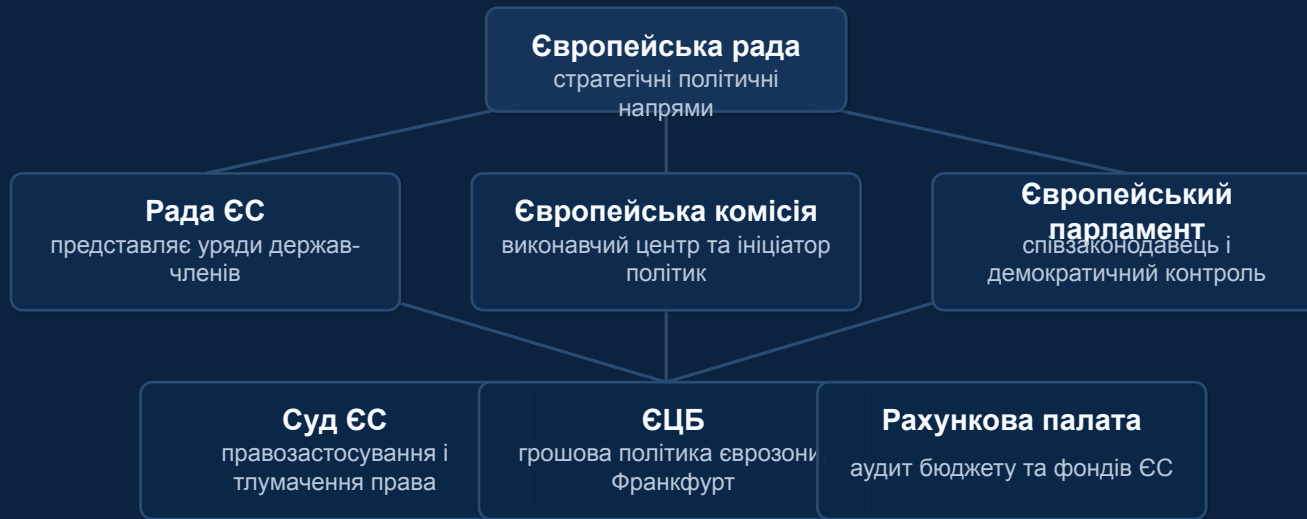 Європейська рада
стратегічні політичні
напрями
Рада ЄС
представляє уряди держав-
членів
Європейська комісія
виконавчий центр та ініціатор
політик
Європейський
парламент
співзаконодавець і
демократичний контроль
Суд ЄС
правозастосування і
тлумачення права
ЄЦБ
грошова політика єврозони,
Франкфурт
Рахункова палата
аудит бюджету та фондів ЄС